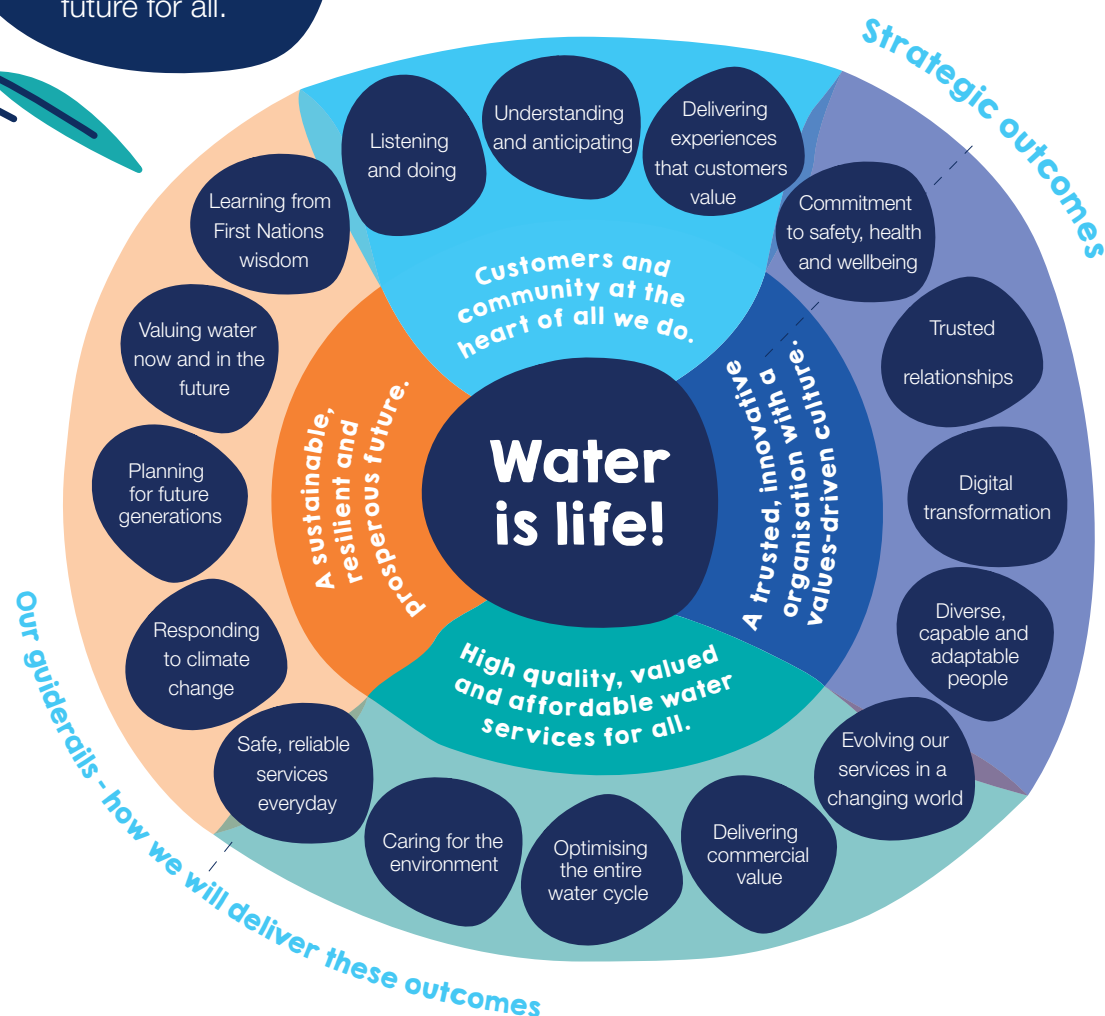 future for all.
Strategic outcomes
Listening
and doing
Understanding
and anticipating
Delivering
experiences
that customers
value
Customers and
community at the
heart of all we do.
Commitment
to safety, health
and wellbeing
Trusted
relationships
Digital
transformation
Diverse,
capable and
adaptable
people
A trusted, innovative
organisation with a
values-driven culture.
Evolving our
services in a
changing world
Delivering
commercial
value
Optimising
the entire
water cycle
Caring for the
environment
Safe, reliable
services
everyday
High quality, valued
and affordable water
services for all.
Responding
to climate
change
Planning
for future
generations
Valuing water
now and in the
future
Learning from
First Nations
wisdom
A sustainable,
resilient and
prosperous future.
Water
is life!
Our guiderails - how we will deliver these outcomes